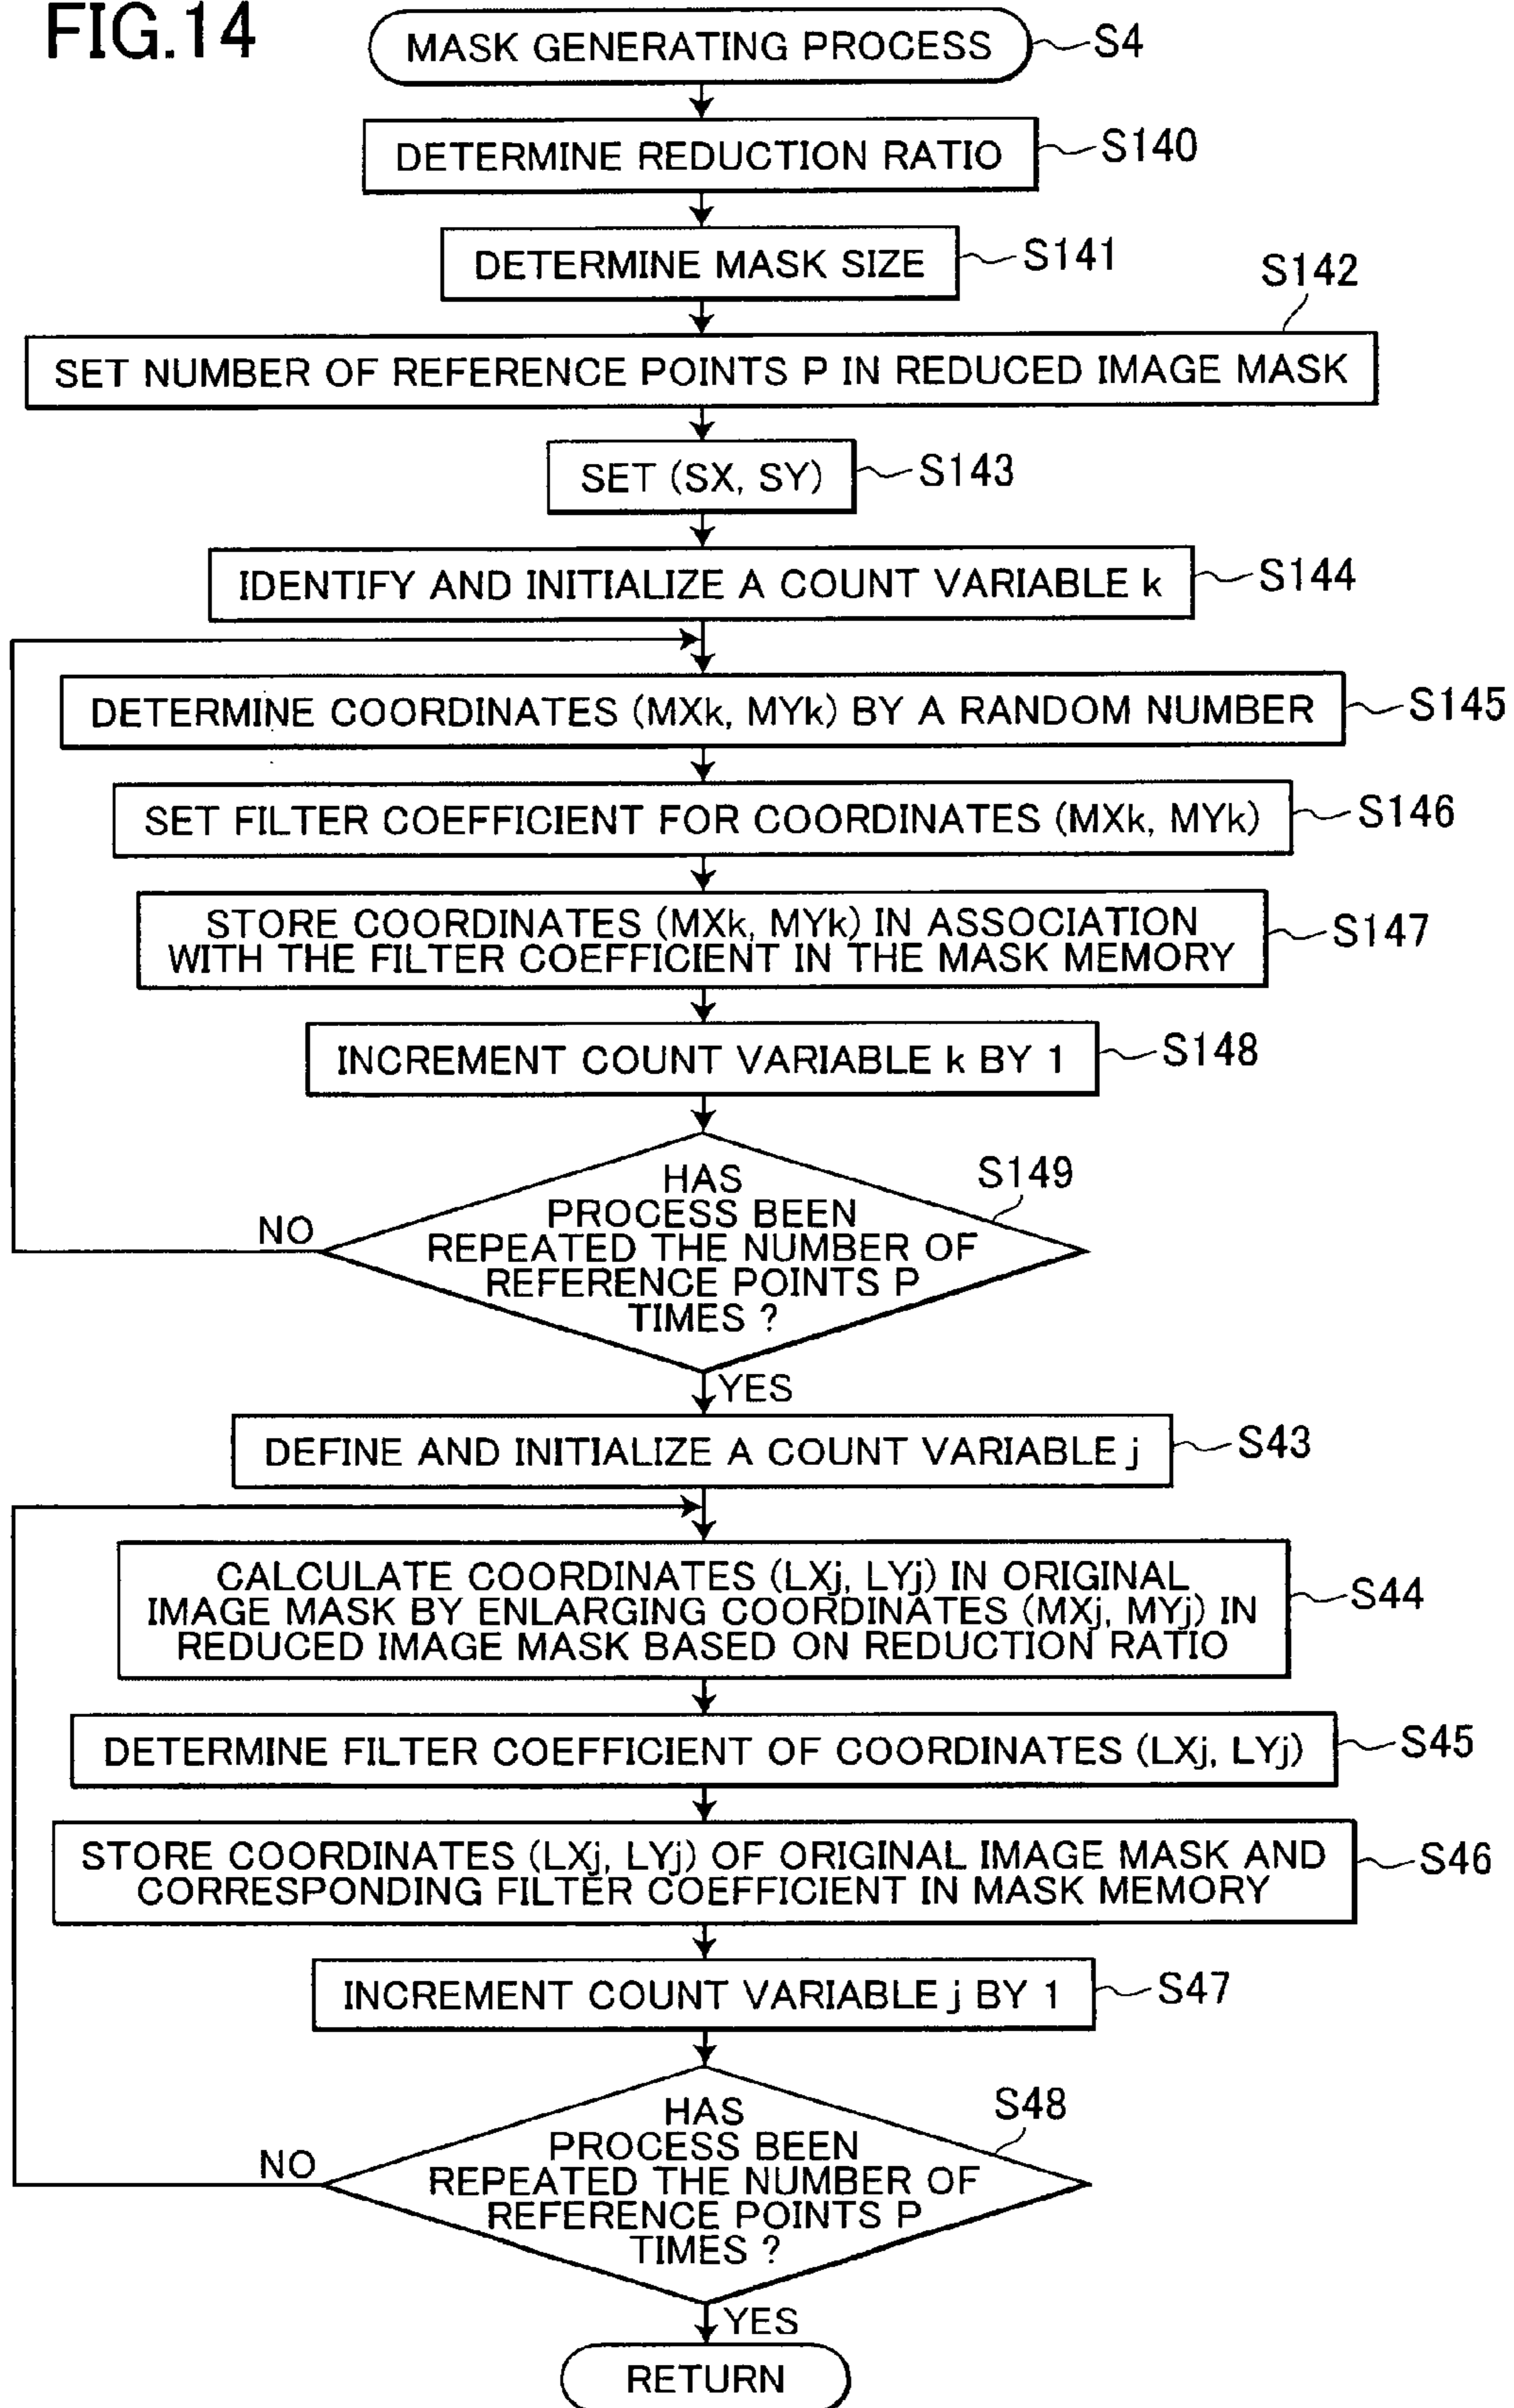 FIG.14
MASK GENERATING PROCESS
S4
DETERMINE REDUCTION RATIO
S140
DETERMINE MASK SIZE
S141
S142
SET NUMBER OF REFERENCE POINTS P IN REDUCED IMAGE MASK
SET (SX, SY)
S143
IDENTIFY AND INITIALIZE A COUNT VARIABLE k
S144
DETERMINE COORDINATES (MXk, MYk) BY A RANDOM NUMBER
S145
SET FILTER COEFFICIENT FOR COORDINATES (MXk, MYk)
S146
STORE COORDINATES (MXk, MYk) IN ASSOCIATION
WITH THE FILTER COEFFICIENT IN THE MASK MEMORY
S147
INCREMENT COUNT VARIABLE k BY 1
S148
S149
HAS
PROCESS BEEN
REPEATED THE NUMBER OF
REFERENCE POINTS P
TIMES ?
NO
YES
DEFINE AND INITIALIZE A COUNT VARIABLE j
S43
CALCULATE COORDINATES (LXj, LYj) IN ORIGINAL
IMAGE MASK BY ENLARGING COORDINATES (MXj, MYj) IN
REDUCED IMAGE MASK BASED ON REDUCTION RATIO
S44
DETERMINE FILTER COEFFICIENT OF COORDINATES (LXj, LYj)
S45
STORE COORDINATES (LXj, LYj) OF ORIGINAL IMAGE MASK AND
CORRESPONDING FILTER COEFFICIENT IN MASK MEMORY
S46
INCREMENT COUNT VARIABLE j BY 1
S47
S48
HAS
PROCESS BEEN
REPEATED THE NUMBER OF
REFERENCE POINTS P
TIMES ?
NO
YES
RETURN